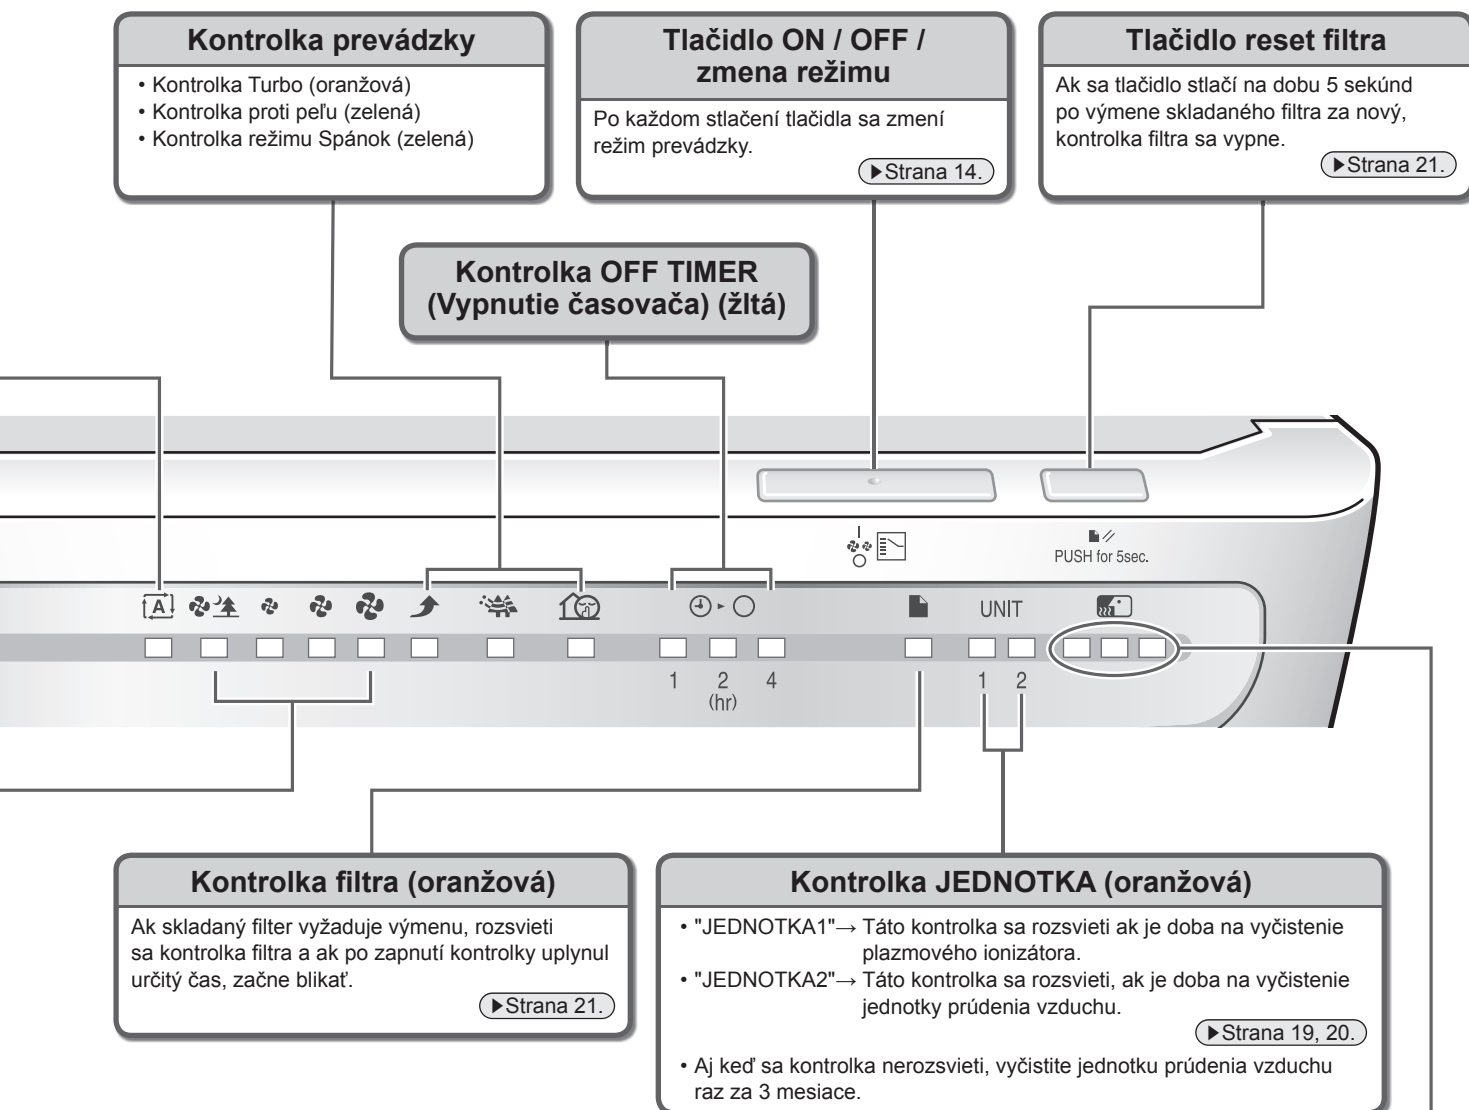 Kontrolka prevádzky
• Kontrolka Turbo (oranžová)
• Kontrolka proti peľu (zelená)
• Kontrolka režimu Spánok (zelená)
Tlačidlo ON / OFF /
zmena režimu
Po každom stlačení tlačidla sa zmení
režim prevádzky.
▶Strana 14.
Tlačidlo reset filtra
Ak sa tlačidlo stlačí na dobu 5 sekúnd
po výmene skladaného filtra za nový,
kontrolka filtra sa vypne.
▶Strana 21.
Kontrolka OFF TIMER
(Vypnutie časovača) (žltá)
PUSH for 5sec.
A
UNIT
1 2 4
(hr)
1 2
Kontrolka filtra (oranžová)
Ak skladaný filter vyžaduje výmenu, rozsvieti
sa kontrolka filtra a ak po zapnutí kontrolky uplynul
určitý čas, začne blikať.
▶Strana 21.
Kontrolka JEDNOTKA (oranžová)
• "JEDNOTKA1"→ Táto kontrolka sa rozsvieti ak je doba na vyčistenie
plazmového ionizátora.
• "JEDNOTKA2"→ Táto kontrolka sa rozsvieti, ak je doba na vyčistenie
jednotky prúdenia vzduchu.
▶Strana 19, 20.
• Aj keď sa kontrolka nerozsvieti, vyčistite jednotku prúdenia vzduchu
raz za 3 mesiace.